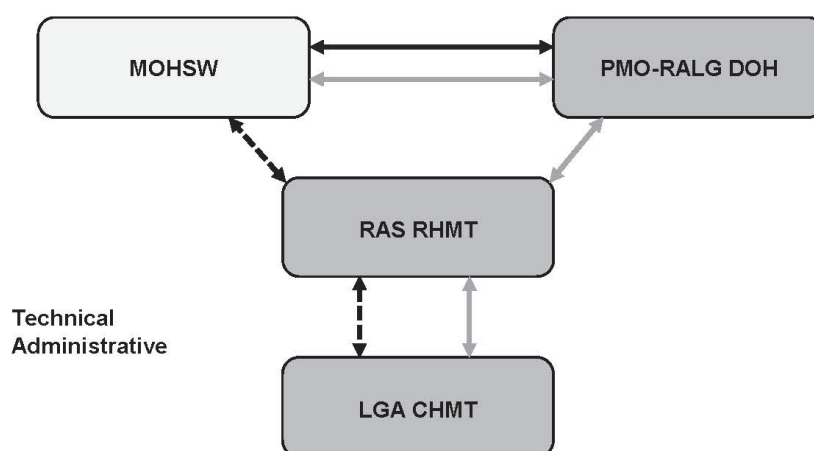 MOHSW
PMO-RALG DOH
RAS RHMT
Technical
Administrative
LGA CHMT